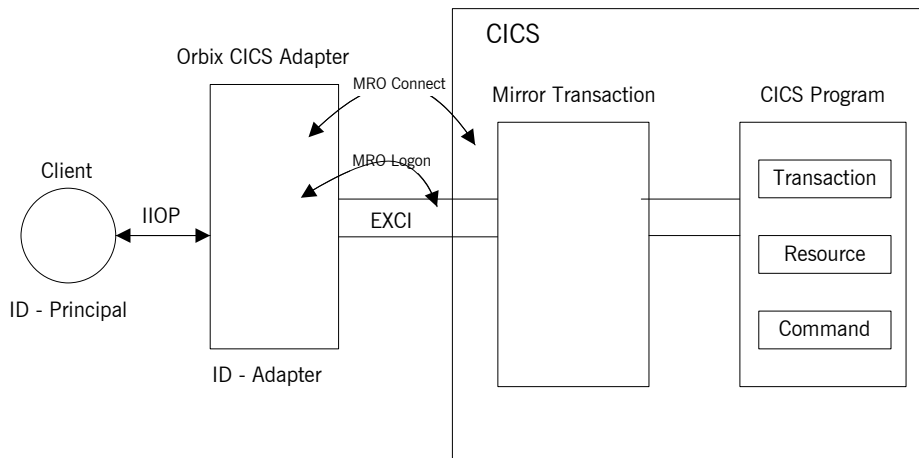 CICS
Orbix CICS Adapter
MRO Connect
Mirror Transaction
CICS Program
MRO Logon
Client
Transaction
IIOP
EXCI
Resource
ID - Principal
Command
ID - Adapter